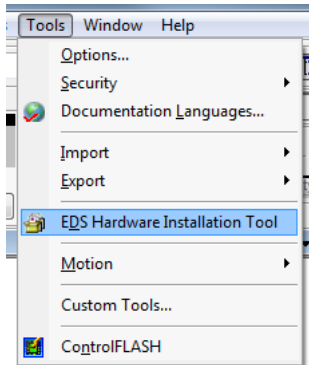 Tools Window Help
Options...
Security
Documentation Languages...
Import
Export
EDS Hardware Installation Tool
Motion
Custom Tools...
ControlFLASH